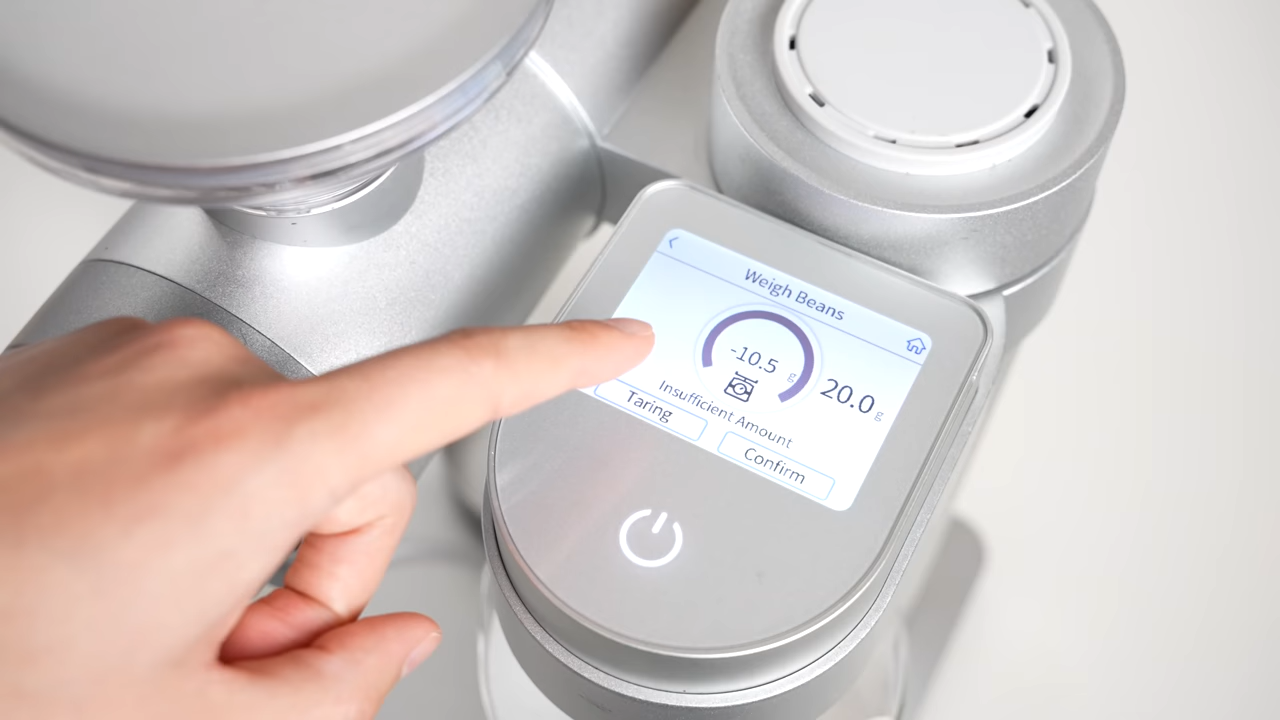 Weigh Beans
-10.5 g
20.0 g
Insufficient Amount
Taring
Confirm